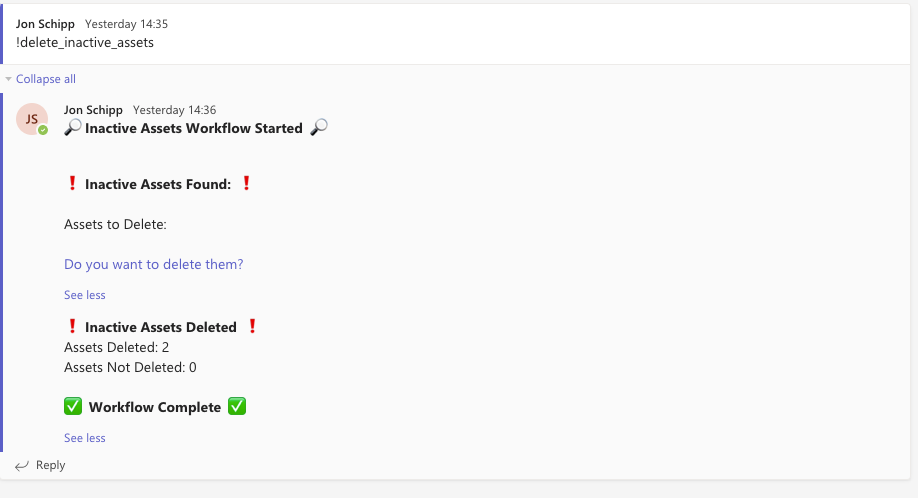 Jon Schipp Yesterday 14:35
!delete_inactive_assets
Collapse all
JS
Jon Schipp Yesterday 14:36
🔎 Inactive Assets Workflow Started 🔎
❗ Inactive Assets Found: ❗
Assets to Delete:
Do you want to delete them?
See less
❗ Inactive Assets Deleted ❗
Assets Deleted: 2
Assets Not Deleted: 0
✅ Workflow Complete ✅
See less
Reply